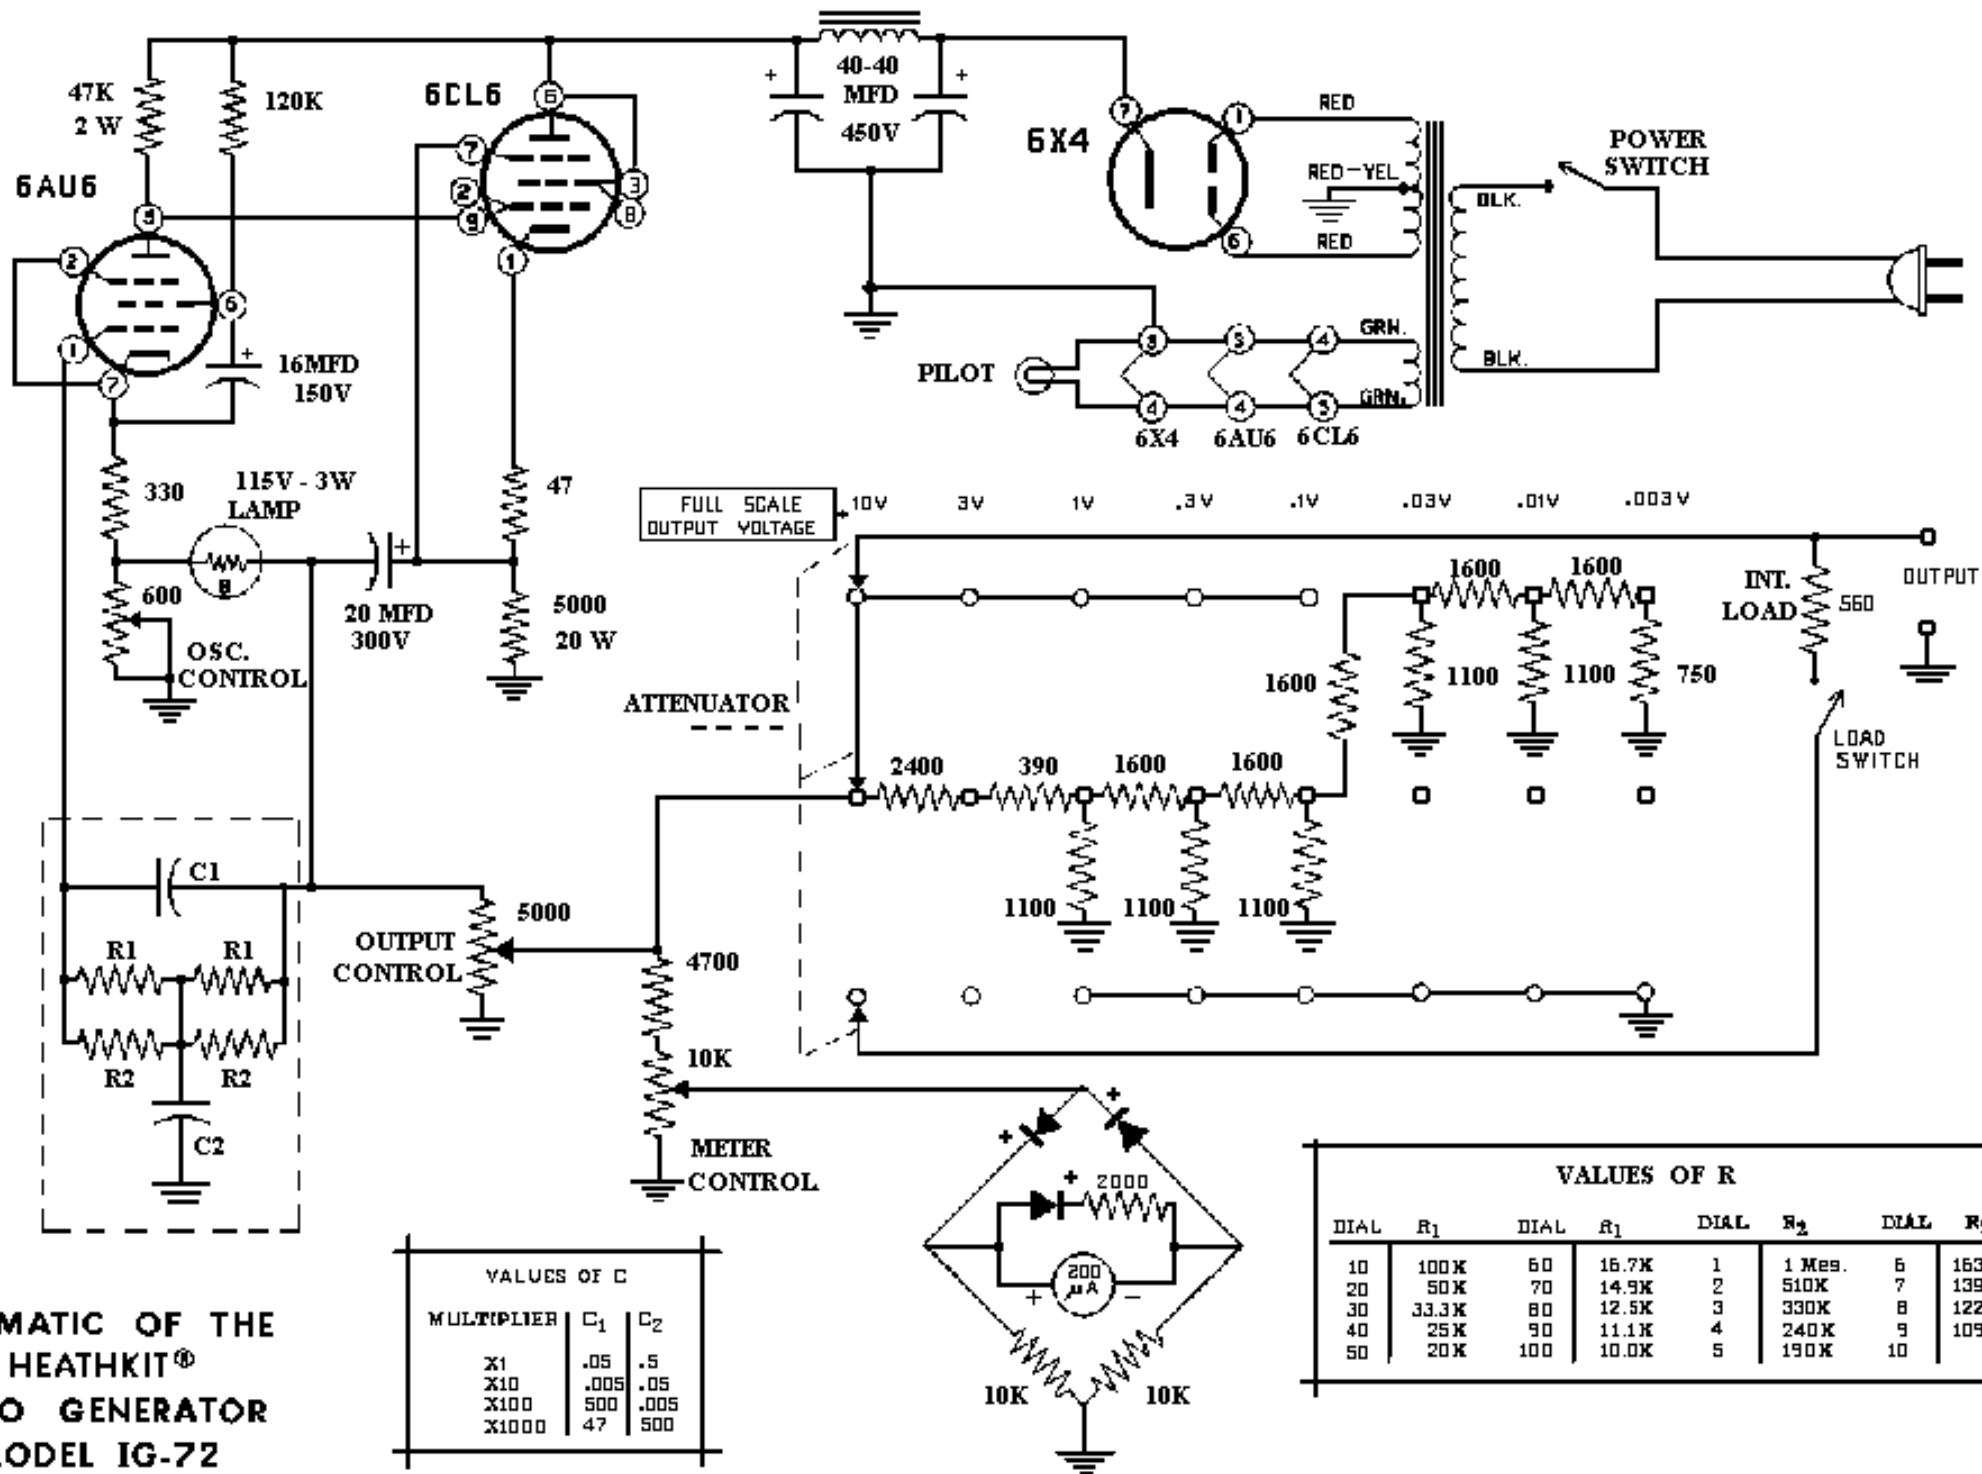 47K
2 W
120K
6CL6
6AU6
40-40
MFD
450V
6X4
RED
RED-YEL
RED
BLK.
BLK.
POWER
SWITCH
GRN.
GRN.
PILOT
6X4
6AU6
6CL6
16MFD
150V
330
115V - 3W
LAMP
47
600
OSC.
CONTROL
20 MFD
300V
5000
20 W
FULL SCALE
OUTPUT VOLTAGE
10V
3V
1V
.3V
.1V
.03V
.01V
.003V
1600
1600
INT.
LOAD
560
OUTPUT
ATTENUATOR
1600
1100
1100
750
LOAD
SWITCH
2400
390
1600
1600
1100
1100
1100
C1
R1
R1
R2
R2
C2
5000
OUTPUT
CONTROL
4700
10K
METER
CONTROL
2000
200
μA
10K
10K
VALUES OF C
MULTIPLIER C1 C2
X1 .05 .5
X10 .005 .05
X100 500 .005
X1000 47 500
VALUES OF R
DIAL R1 DIAL R1 DIAL R2 DIAL
10 100K 60 16.7K 1 1 Meg. 6 163
20 50K 70 14.9K 2 510K 7 139
30 33.3K 80 12.5K 3 330K 8 122
40 25K 90 11.1K 4 240K 9 109
50 20K 100 10.0K 5 190K 10
MATIC OF THE
HEATHKIT®
O GENERATOR
ODEL IG-72